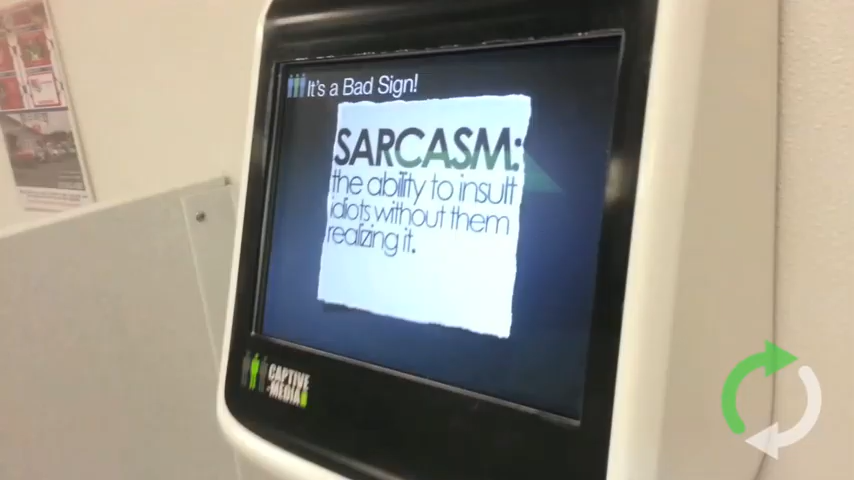 It's a Bad Sign!
SARCASM:
the ability to insult
idiots without them
realizing it.
CAPTIVE
MEDIA